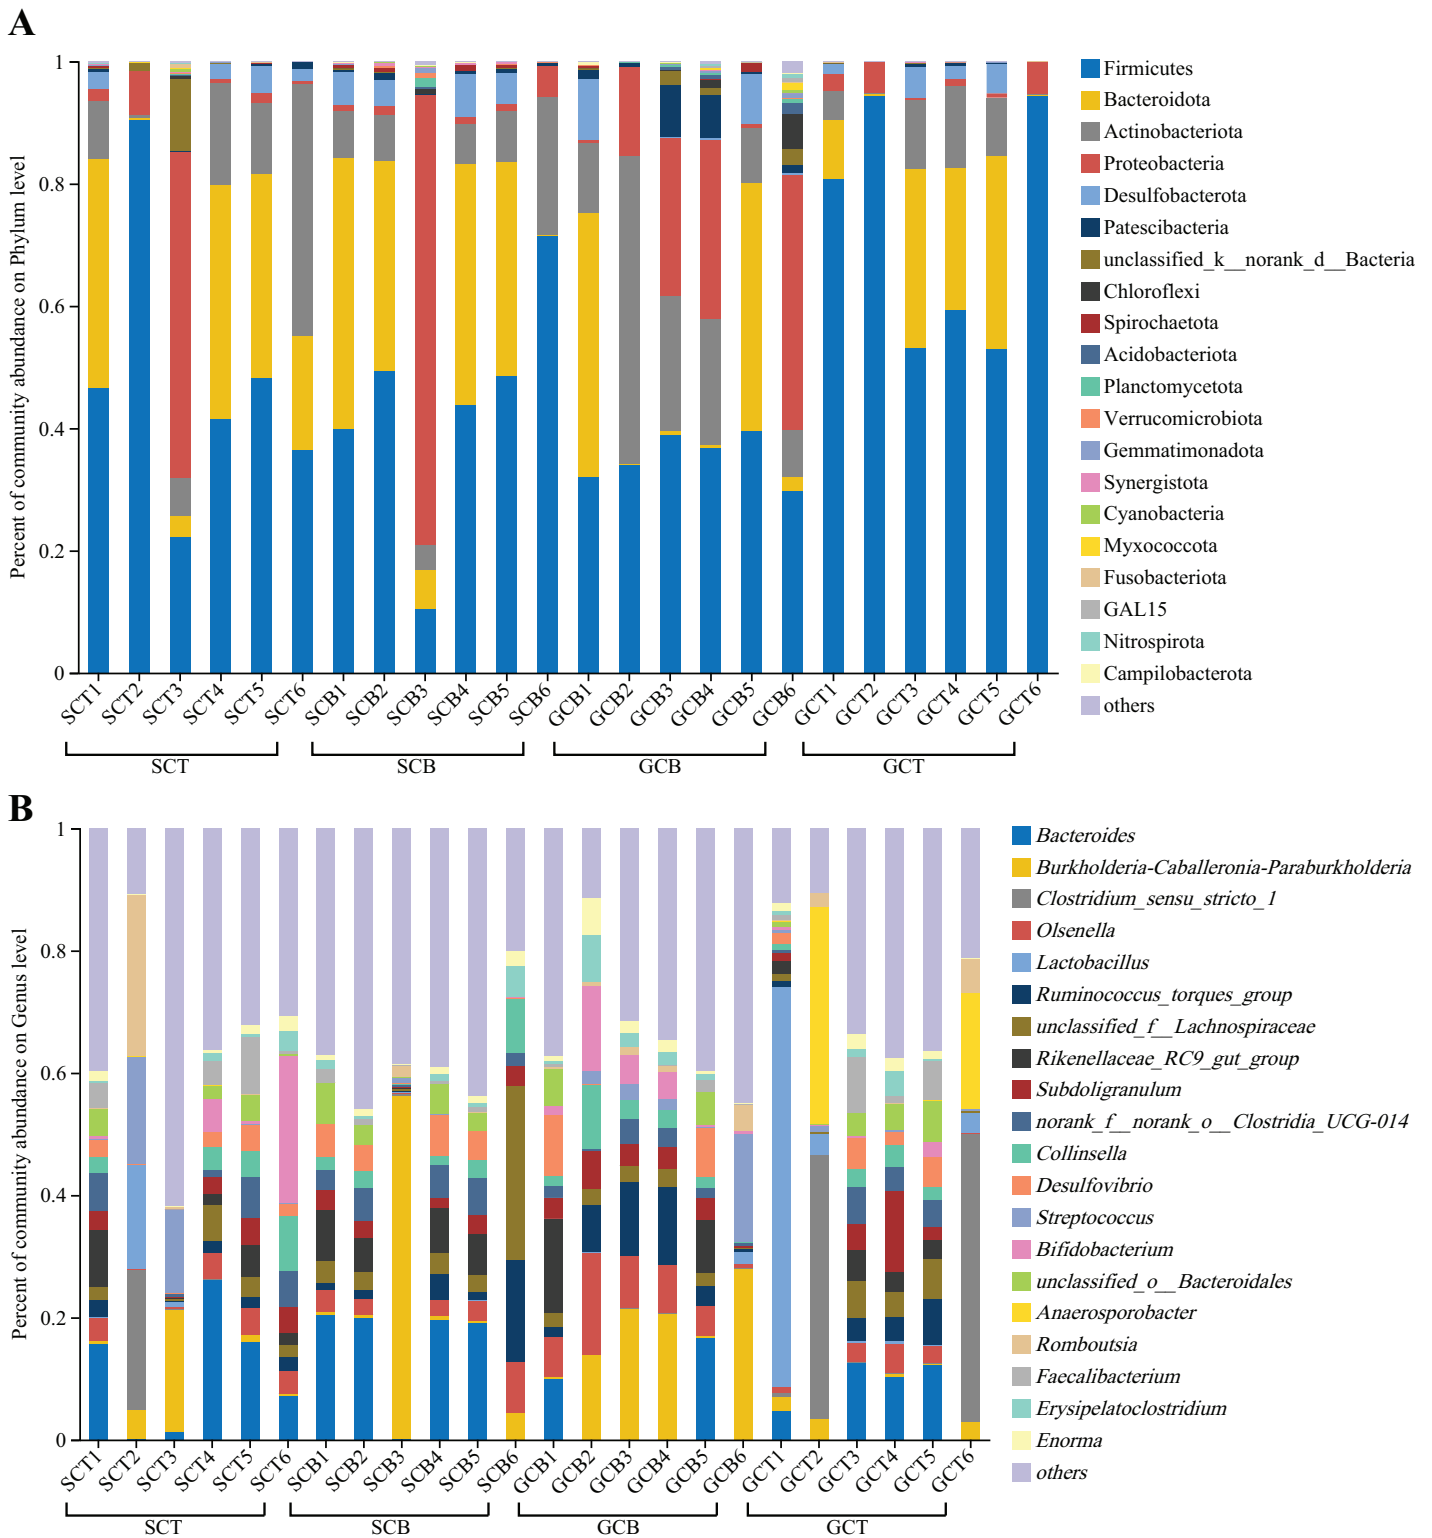 A
Percent of community abundance on Phylum level
1
0.8
0.6
0.4
0.2
0
SCT1
SCT2
SCT3
SCT4
SCT5
SCT6
SCB1
SCB2
SCB3
SCB4
SCB5
SCB6
GCB1
GCB2
GCB3
GCB4
GCB5
GCB6
GCT1
GCT2
GCT3
GCT4
GCT5
GCT6
SCT
SCB
GCB
GCT
Firmicutes
Bacteroidota
Actinobacteriota
Proteobacteria
Desulfobacterota
Patescibacteria
unclassified_k__norank_d__Bacteria
Chloroflexi
Spirochaetota
Acidobacteriota
Planctomycetota
Verrucomicrobiota
Gemmatimonadota
Synergistota
Cyanobacteria
Myxococcota
Fusobacteriota
GAL15
Nitrospirota
Campilobacterota
others
B
Percent of community abundance on Genus level
1
0.8
0.6
0.4
0.2
0
SCT1
SCT2
SCT3
SCT4
SCT5
SCT6
SCB1
SCB2
SCB3
SCB4
SCB5
SCB6
GCB1
GCB2
GCB3
GCB4
GCB5
GCB6
GCT1
GCT2
GCT3
GCT4
GCT5
GCT6
SCT
SCB
GCB
GCT
Bacteroides
Burkholderia-Caballeronia-Paraburkholderia
Clostridium_sensu_stricto_1
Olsenella
Lactobacillus
Ruminococcus_torques_group
unclassified_f__Lachnospiraceae
Rikenellaceae_RC9_gut_group
Subdoligranulum
norank_f__norank_o__Clostridia_UCG-014
Collinsella
Desulfovibrio
Streptococcus
Bifidobacterium
unclassified_o__Bacteroidales
Anaerosporobacter
Romboutsia
Faecalibacterium
Erysipelatoclostridium
Enorma
others